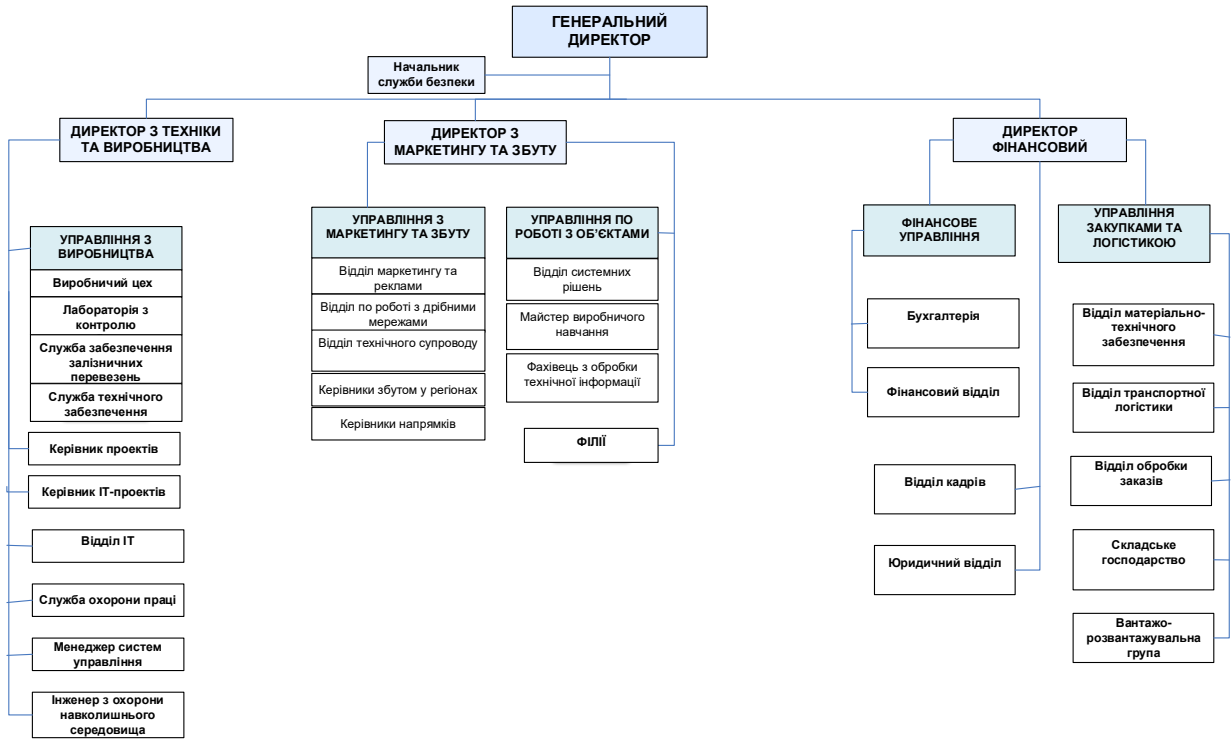 ГЕНЕРАЛЬНИЙ
ДИРЕКТОР
Начальник
служби безпеки
ДИРЕКТОР З ТЕХНІКИ
ТА ВИРОБНИЦТВА
ДИРЕКТОР З
МАРКЕТИНГУ ТА ЗБУТУ
ДИРЕКТОР
ФІНАНСОВИЙ
УПРАВЛІННЯ З
ВИРОБНИЦТВА
Виробничий цех
Лабораторія з
контролю
Служба забезпечення
залізничних
перевезень
Служба технічного
забезпечення
Керівник проектів
Керівник ІТ-проектів
Відділ ІТ
Служба охорони праці
Менеджер систем
управління
Інженер з охорони
навколишнього
середовища
УПРАВЛІННЯ З
МАРКЕТИНГУ ТА ЗБУТУ
Відділ маркетингу та
реклами
Відділ по роботі з дрібними
мережами
Відділ технічного супроводу
Керівники збутом у регіонах
Керівники напрямків
УПРАВЛІННЯ ПО
РОБОТІ З ОБ'ЄКТАМИ
Відділ системних
рішень
Майстер виробничого
навчання
Фахівець з обробки
технічної інформації
ФІЛІЇ
ФІНАНСОВЕ
УПРАВЛІННЯ
Бухгалтерія
Фінансовий відділ
Відділ кадрів
Юридичний відділ
УПРАВЛІННЯ
ЗАКУПКАМИ ТА
ЛОГІСТИКОЮ
Відділ матеріально-
технічного
забезпечення
Відділ транспортної
логістики
Відділ обробки
заказів
Складське
господарство
Вантажо-
розвантажувальна
група